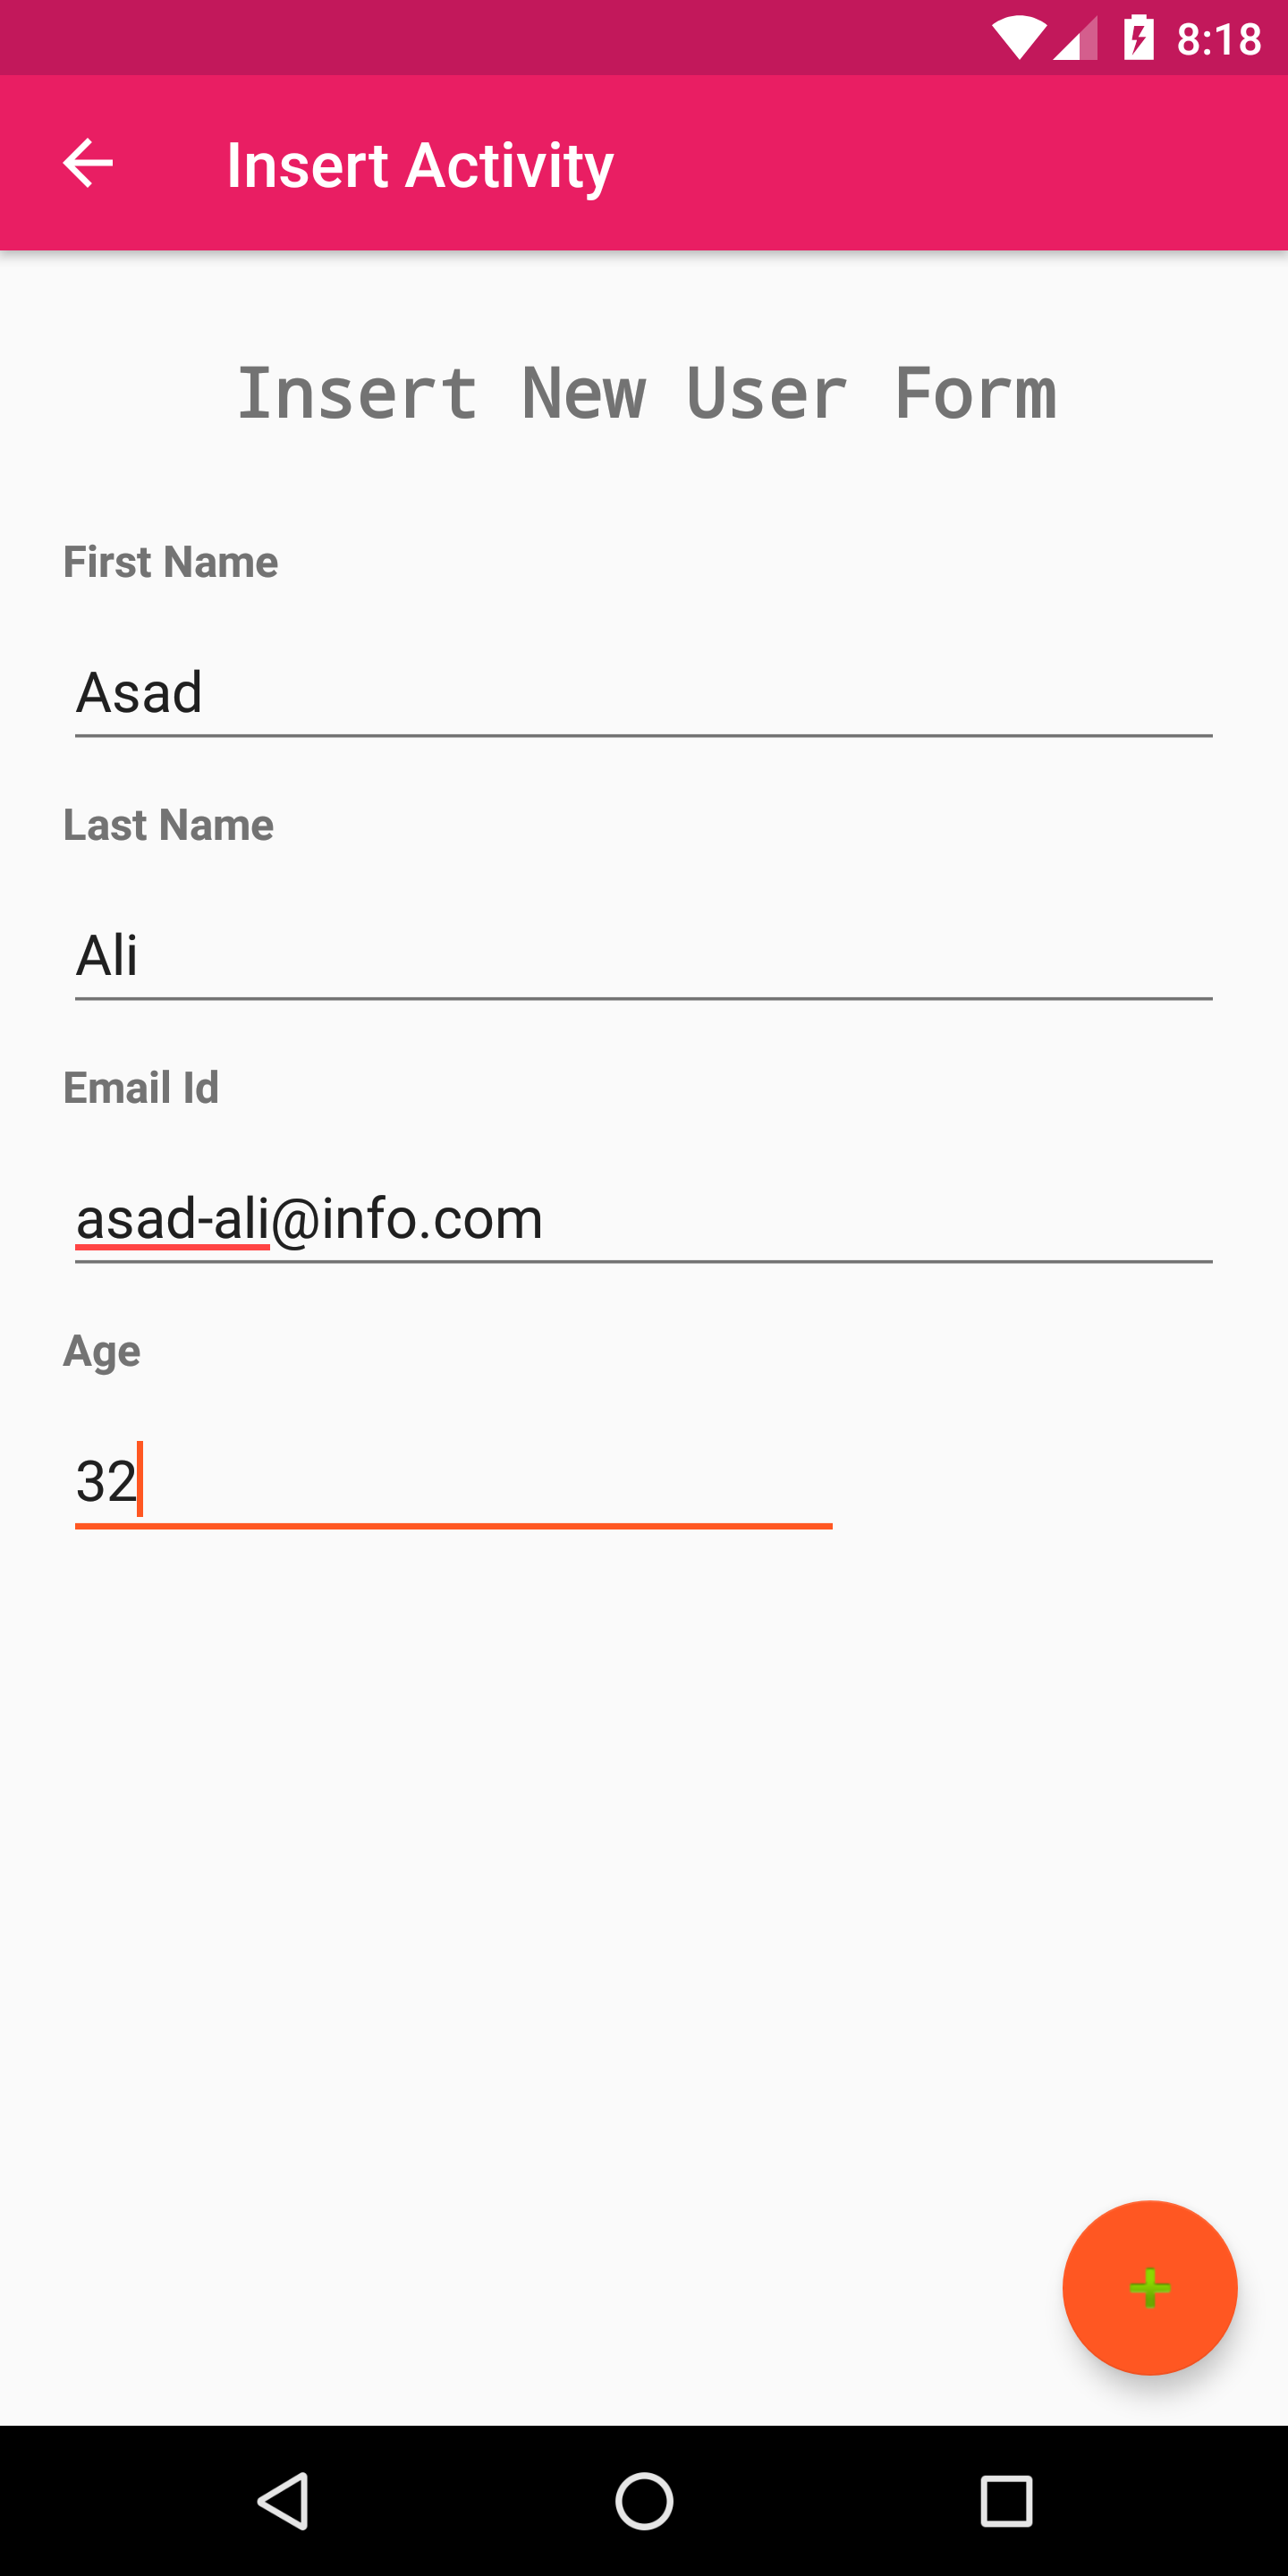 8:18
Insert Activity
Insert New User Form
First Name
Asad
Last Name
Ali
Email Id
asad-ali@info.com
Age
32